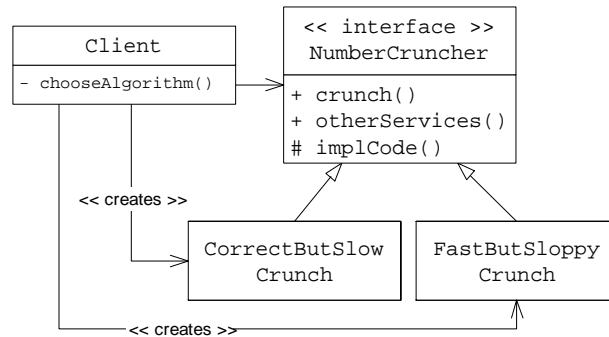 Client
- chooseAlgorithm()
<< interface >>
NumberCruncher
+ crunch()
+ otherServices()
# implCode()
<< creates >>
CorrectButSlow
Crunch
FastButSloppy
Crunch
<< creates >>